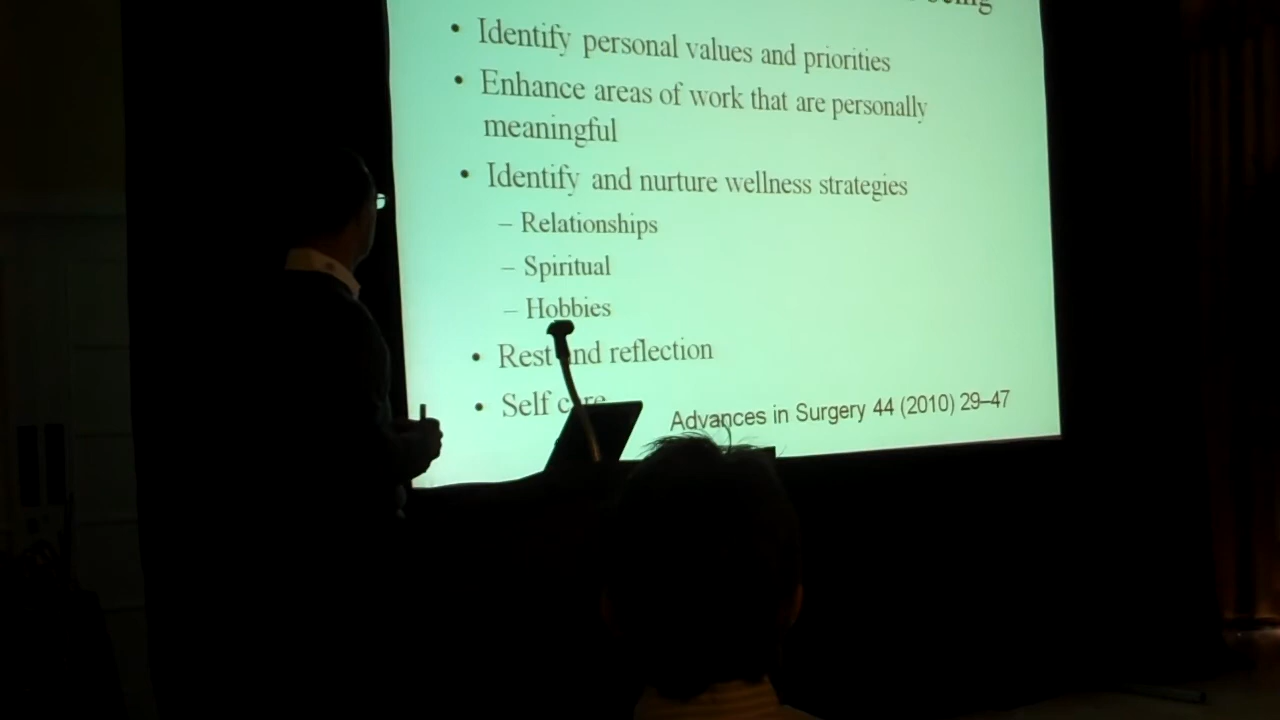 • Identify personal values and priorities
• Enhance areas of work that are personally
meaningful
• Identify and nurture wellness strategies
– Relationships
– Spiritual
– Hobbies
• Rest and reflection
• Self care
Advances in Surgery 44 (2010) 29–47